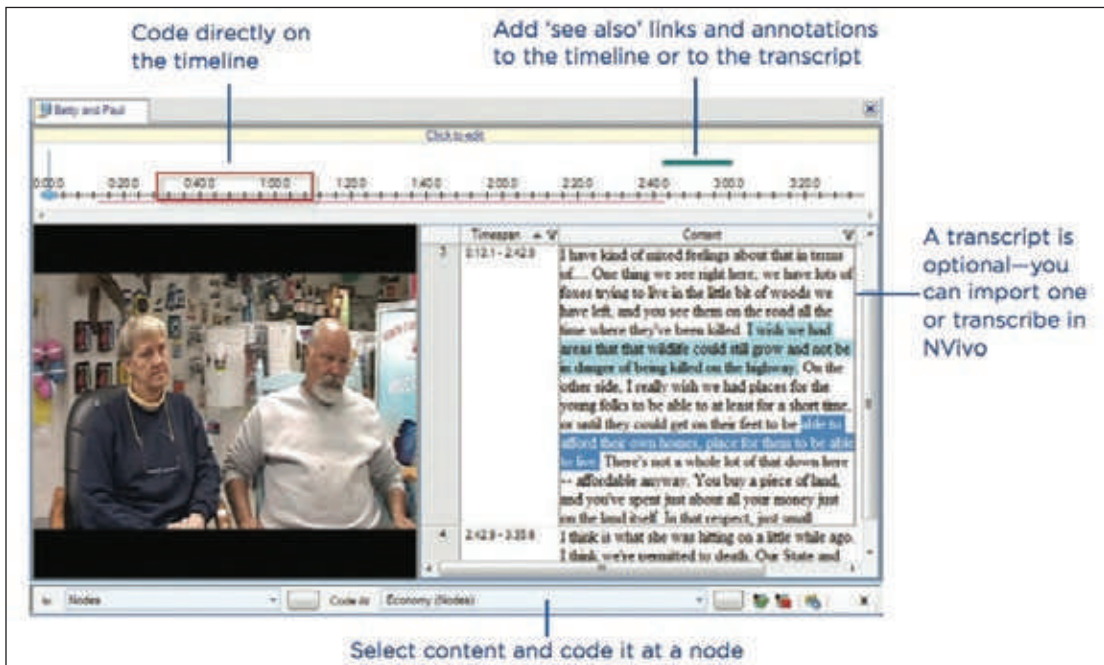 Code directly on
the timeline
Add 'see also' links and annotations
to the timeline or to the transcript
Betty and Paul
Click to edit
0:00.0 0:20.0 0:40.0 1:00.0 1:20.0 1:40.0 2:00.0 2:20.0 2:40.0 3:00.0 3:20.0
Timespan Content
3 0:12.1 - 2:42.9 I have kind of mixed feelings about that in terms
of.... One thing we see right here, we have lots of
foxes trying to live in the little bit of woods we
have left, and you see them on the road all the
time where they've been killed. I wish we had
areas that that wildlife could still grow and not be
in danger of being killed on the highway. On the
other side, I really wish we had places for the
young folks to be able to at least for a short time,
or until they could get on their feet to be able to
afford their own homes, place for them to be able
to live. There's not a whole lot of that down here
-- affordable anyway. You buy a piece of land,
and you've spent just about all your money just
on the land itself. In that respect, just small
4 2:42.9 - 3:35.6 I think is what she was hitting on a little while ago.
I think we're permitted to death. Our State and
A transcript is
optional—you
can import one
or transcribe in
NVivo
In Nodes Code At Economy (Nodes)
Select content and code it at a node